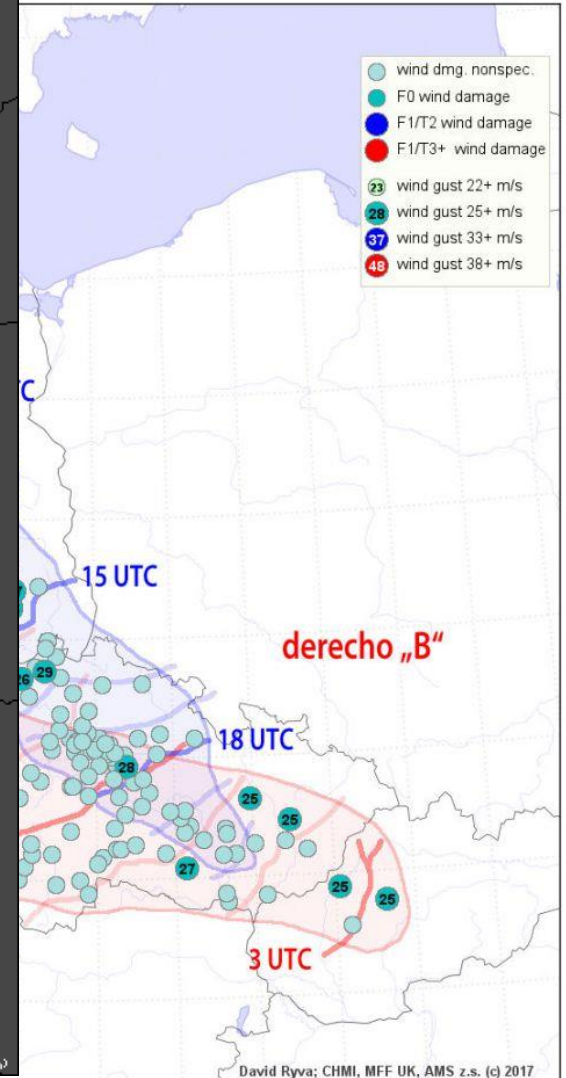 wind dmg. nonspec.
F0 wind damage
F1/T2 wind damage
F1/T3+ wind damage
23 wind gust 22+ m/s
28 wind gust 25+ m/s
37 wind gust 33+ m/s
48 wind gust 38+ m/s
C
15 UTC
derecho „B“
29
18 UTC
28
25
25
27
25
25
3 UTC
David Ryva; CHMI, MFF UK, AMS z.s. (c) 2017